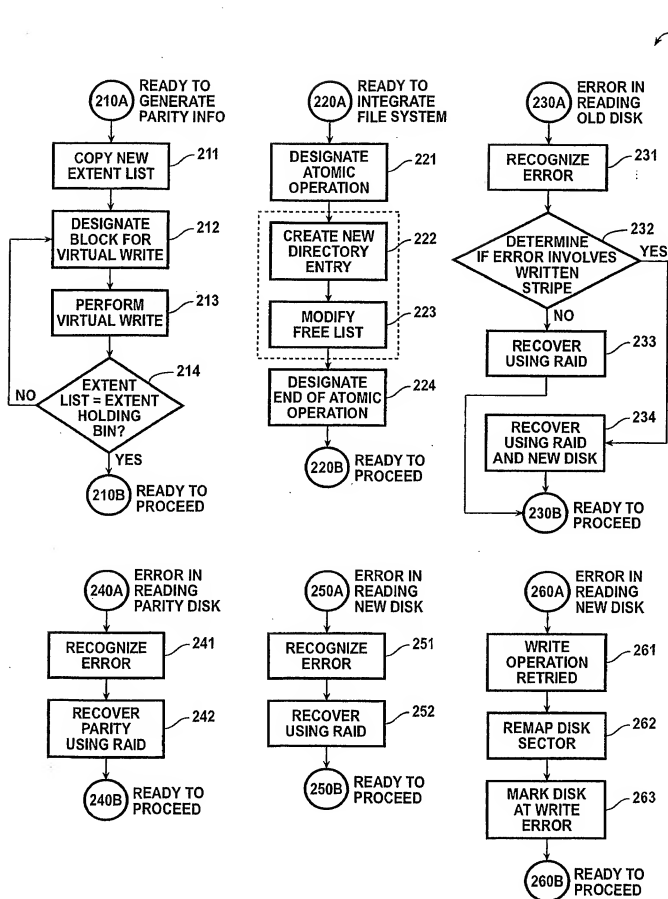 210A
READY TO
GENERATE
PARITY INFO
COPY NEW
EXTENT LIST
211
DESIGNATE
BLOCK FOR
VIRTUAL WRITE
212
PERFORM
VIRTUAL WRITE
213
EXTENT
LIST = EXTENT
HOLDING
BIN?
214
NO
YES
210B
READY TO
PROCEED
220A
READY TO
INTEGRATE
FILE SYSTEM
DESIGNATE
ATOMIC
OPERATION
221
CREATE NEW
DIRECTORY
ENTRY
222
MODIFY
FREE LIST
223
DESIGNATE
END OF ATOMIC
OPERATION
224
220B
READY TO
PROCEED
230A
ERROR IN
READING
OLD DISK
RECOGNIZE
ERROR
231
DETERMINE
IF ERROR INVOLVES
WRITTEN
STRIPE
232
YES
NO
RECOVER
USING RAID
233
RECOVER
USING RAID
AND NEW DISK
234
230B
READY TO
PROCEED
240A
ERROR IN
READING
PARITY DISK
RECOGNIZE
ERROR
241
RECOVER
PARITY
USING RAID
242
240B
READY TO
PROCEED
250A
ERROR IN
READING
NEW DISK
RECOGNIZE
ERROR
251
RECOVER
USING RAID
252
250B
READY TO
PROCEED
260A
ERROR IN
READING
NEW DISK
WRITE
OPERATION
RETRIED
261
REMAP DISK
SECTOR
262
MARK DISK
AT WRITE
ERROR
263
260B
READY TO
PROCEED